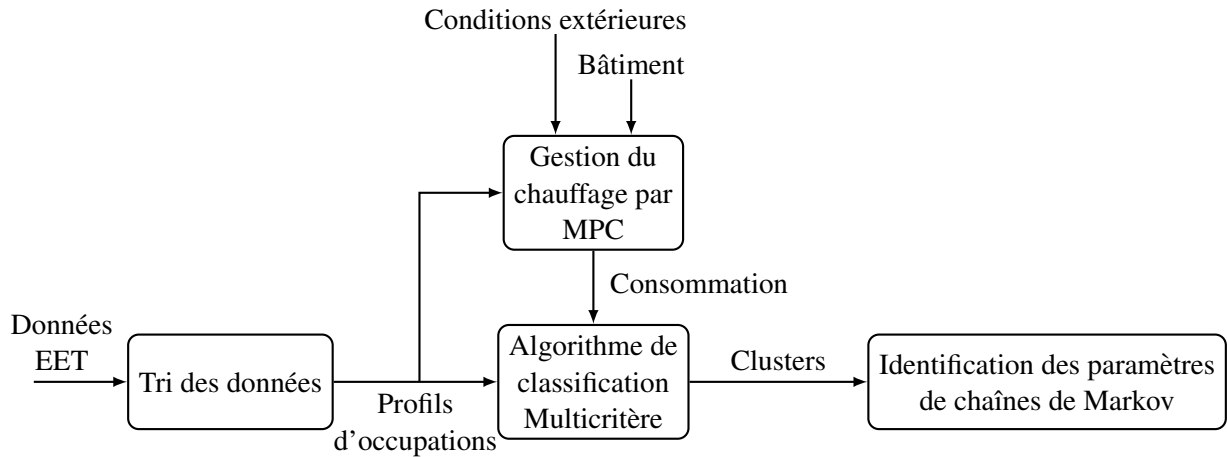 Conditions extérieures
Bâtiment
Gestion du
chauffage par
MPC
Consommation
Données
EET
Tri des données
Profils
d’occupations
Algorithme de
classification
Multicritère
Clusters
Identification des paramètres
de chaînes de Markov